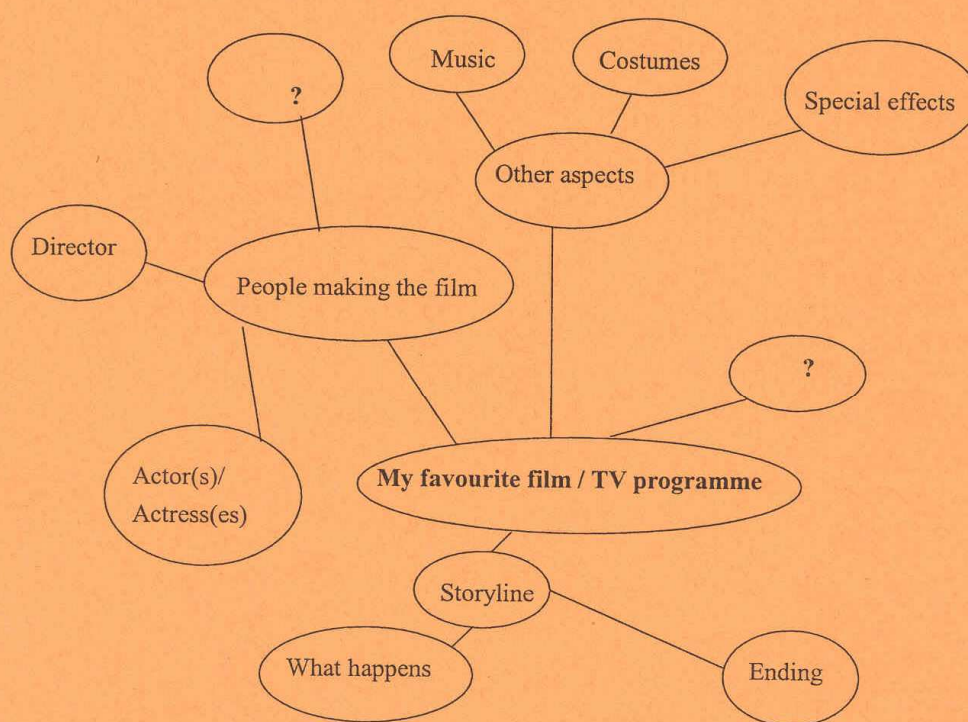 Music
Costumes
?
Special effects
Other aspects
Director
People making the film
?
Actor(s)/
Actress(es)
My favourite film / TV programme
Storyline
What happens
Ending